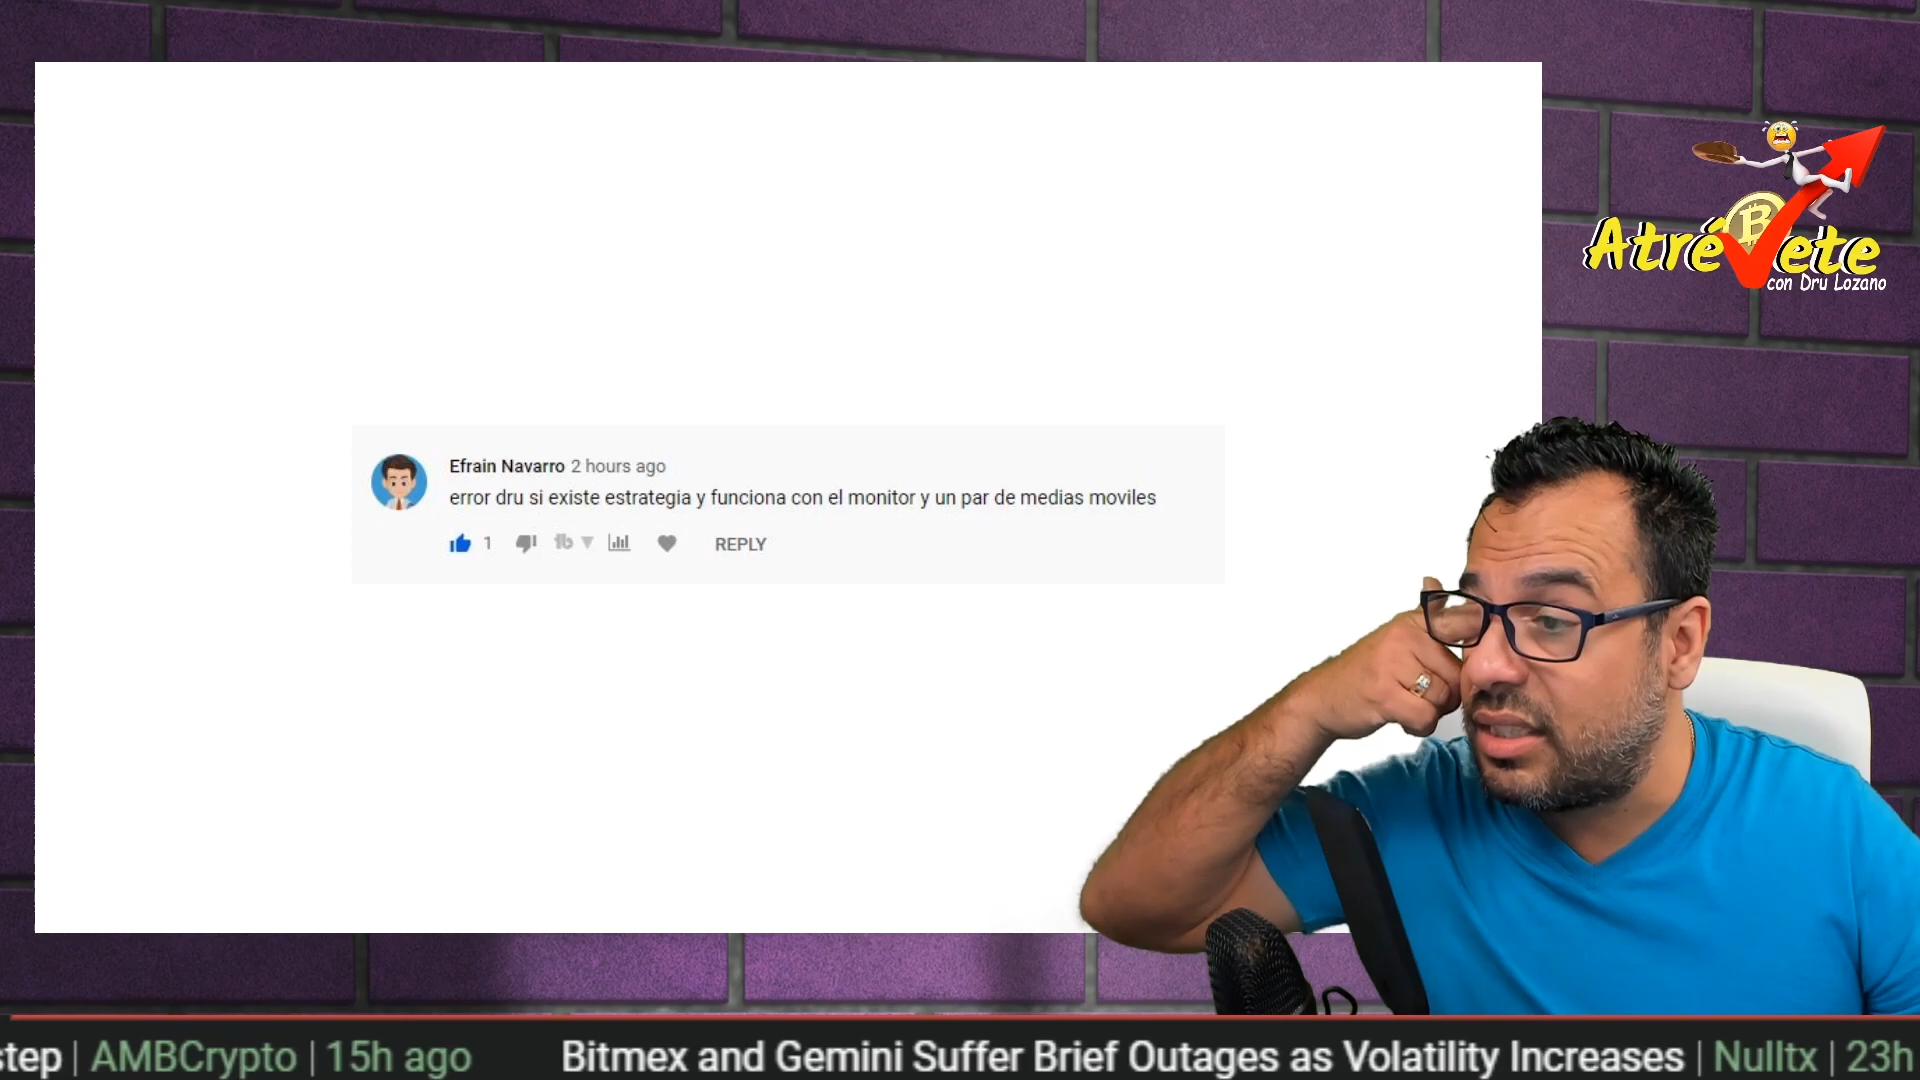 Atrévete
con Dru Lozano
Efrain Navarro 2 hours ago
error dru si existe estrategia y funciona con el monitor y un par de medias moviles
1
REPLY
step | AMBCrypto | 15h ago Bitmex and Gemini Suffer Brief Outages as Volatility Increases | Nulltx | 23h